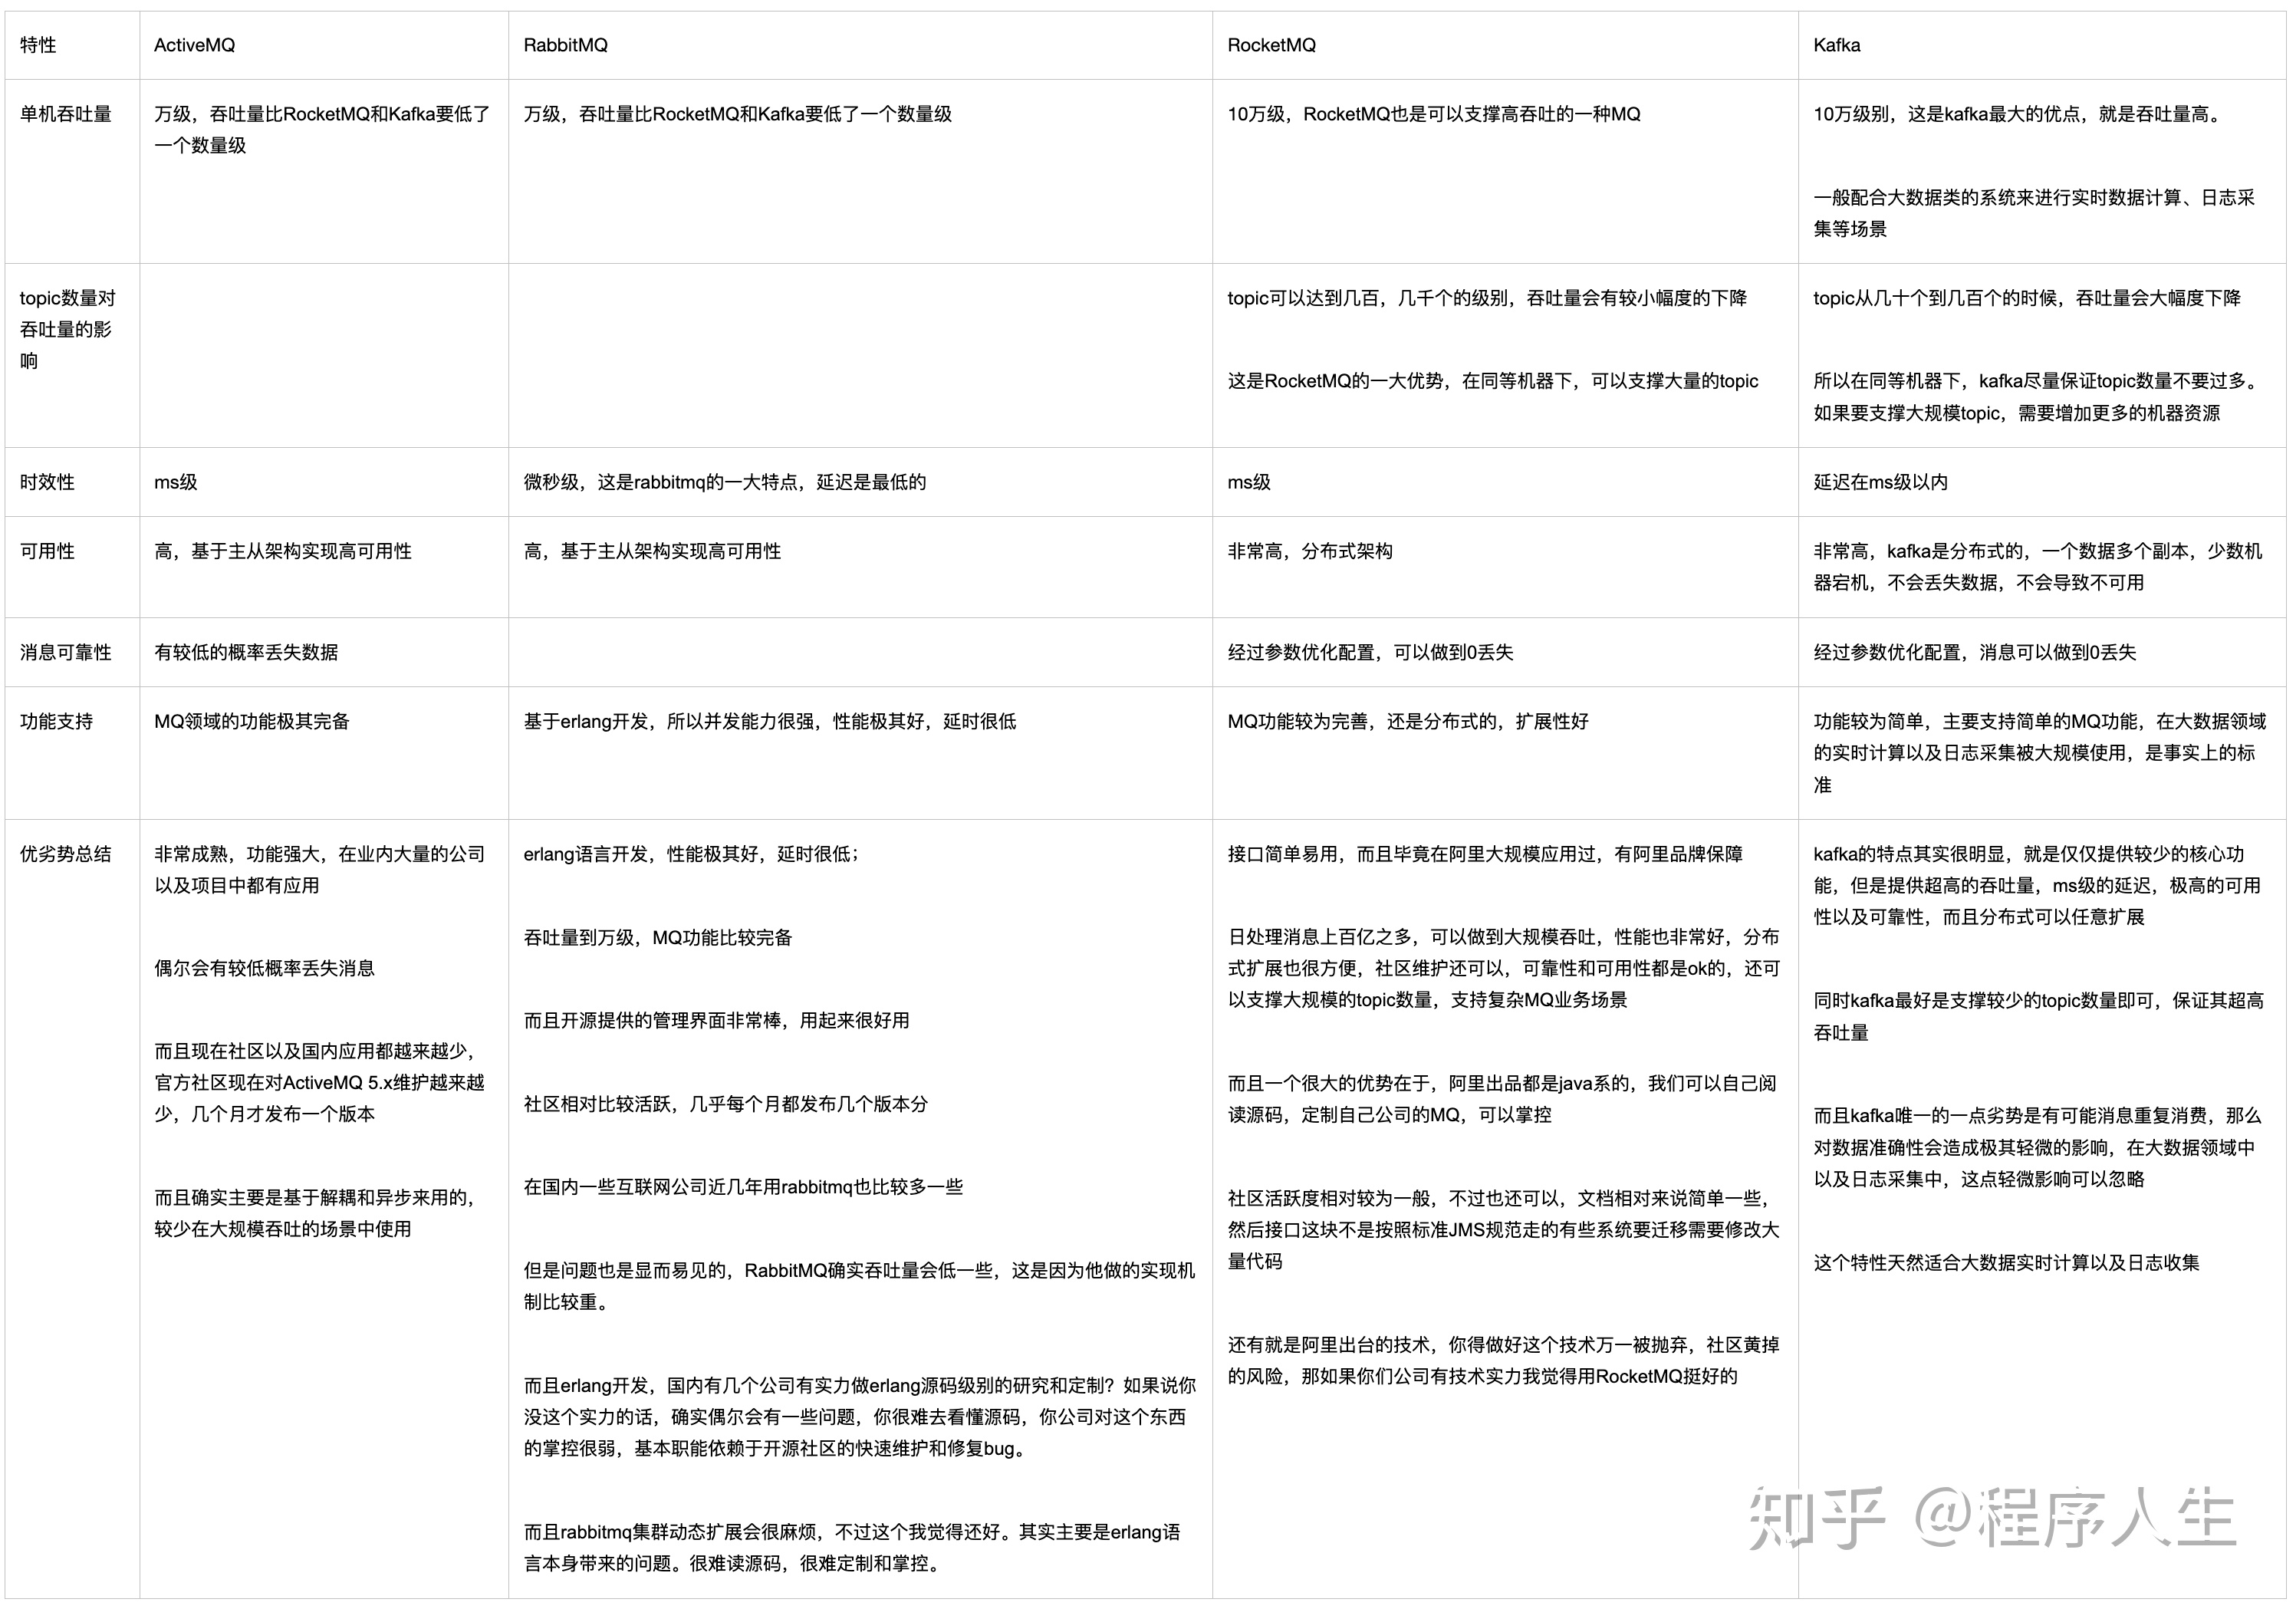 特性
ActiveMQ
RabbitMQ
RocketMQ
Kafka
单机吞吐量
万级，吞吐量比RocketMQ和Kafka要低了
一个数量级
万级，吞吐量比RocketMQ和Kafka要低了一个数量级
10万级，RocketMQ也是可以支撑高吞吐的一种MQ
10万级别，这是kafka最大的优点，就是吞吐量高。
一般配合大数据类的系统来进行实时数据计算、日志采
集等场景
topic数量对
吞吐量的影
响
topic可以达到几百，几千个的级别，吞吐量会有较小幅度的下降
这是RocketMQ的一大优势，在同等机器下，可以支撑大量的topic
topic从几十个到几百个的时候，吞吐量会大幅度下降
所以在同等机器下，kafka尽量保证topic数量不要过多。
如果要支撑大规模topic，需要增加更多的机器资源
时效性
ms级
微秒级，这是rabbitmq的一大特点，延迟是最低的
ms级
延迟在ms级以内
可用性
高，基于主从架构实现高可用性
高，基于主从架构实现高可用性
非常高，分布式架构
非常高，kafka是分布式的，一个数据多个副本，少数机
器宕机，不会丢失数据，不会导致不可用
消息可靠性
有较低的概率丢失数据
经过参数优化配置，可以做到0丢失
经过参数优化配置，消息可以做到0丢失
功能支持
MQ领域的功能极其完备
基于erlang开发，所以并发能力很强，性能极其好，延时很低
MQ功能较为完善，还是分布式的，扩展性好
功能较为简单，主要支持简单的MQ功能，在大数据领域
的实时计算以及日志采集被大规模使用，是事实上的标
准
优劣势总结
非常成熟，功能强大，在业内大量的公司
以及项目中都有应用
偶尔会有较低概率丢失消息
而且现在社区以及国内应用都越来越少，
官方社区现在对ActiveMQ 5.x维护越来越
少，几个月才发布一个版本
而且确实主要是基于解耦和异步来用的，
较少在大规模吞吐的场景中使用
erlang语言开发，性能极其好，延时很低；
吞吐量到万级，MQ功能比较完备
而且开源提供的管理界面非常棒，用起来很好用
社区相对比较活跃，几乎每个月都发布几个版本分
在国内一些互联网公司近几年用rabbitmq也比较多一些
但是问题也是显而易见的，RabbitMQ确实吞吐量会低一些，这是因为他做的实现机
制比较重。
而且erlang开发，国内有几个公司有实力做erlang源码级别的研究和定制？如果说你
没这个实力的话，确实偶尔会有一些问题，你很难去看懂源码，你公司对这个东西
的掌控很弱，基本职能依赖于开源社区的快速维护和修复bug。
而且rabbitmq集群动态扩展会很麻烦，不过这个我觉得还好。其实主要是erlang语
言本身带来的问题。很难读源码，很难定制和掌控。
接口简单易用，而且毕竟在阿里大规模应用过，有阿里品牌保障
日处理消息上百亿之多，可以做到大规模吞吐，性能也非常好，分布
式扩展也很方便，社区维护还可以，可靠性和可用性都是ok的，还可
以支撑大规模的topic数量，支持复杂MQ业务场景
而且一个很大的优势在于，阿里出品都是java系的，我们可以自己阅
读源码，定制自己公司的MQ，可以掌控
社区活跃度相对较为一般，不过也还可以，文档相对来说简单一些，
然后接口这块不是按照标准JMS规范走的有些系统要迁移需要修改大
量代码
还有就是阿里出台的技术，你得做好这个技术万一被抛弃，社区黄掉
的风险，那如果你们公司有技术实力我觉得用RocketMQ挺好的
kafka的特点其实很明显，就是仅仅提供较少的核心功
能，但是提供超高的吞吐量，ms级的延迟，极高的可用
性以及可靠性，而且分布式可以任意扩展
同时kafka最好是支撑较少的topic数量即可，保证其超高
吞吐量
而且kafka唯一的一点劣势是有可能消息重复消费，那么
对数据准确性会造成极其轻微的影响，在大数据领域中
以及日志采集中，这点轻微影响可以忽略
这个特性天然适合大数据实时计算以及日志收集
知乎 @程序人生